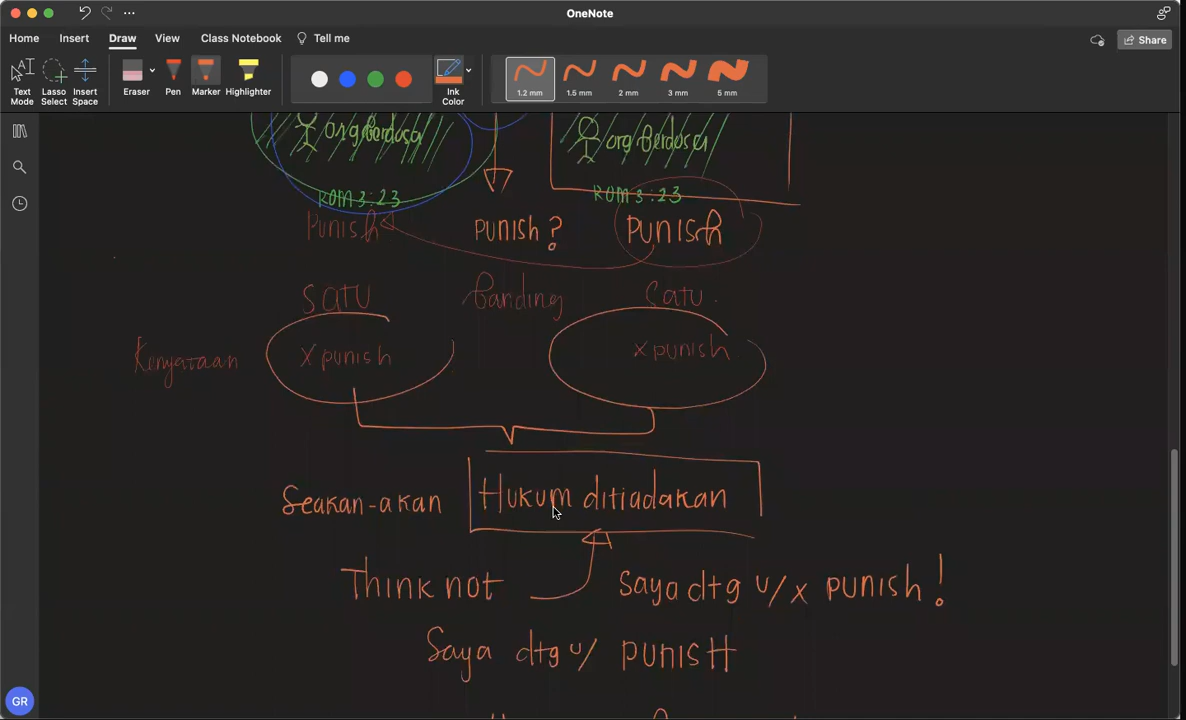 OneNote
Home Insert Draw View Class Notebook Tell me
Share
Text Mode
Lasso Select
Insert Space
Eraser
Pen
Marker
Highlighter
Ink Color
1.2 mm 1.5 mm 2 mm 3 mm 5 mm
org Berdosa org Berdosa
ROM 3:23 ROM 3:23
Punish punish? punish
satu banding satu.
Kenyataan x punish x punish
Seakan-akan Hukum ditiadakan
Think not saya dtg u/ x punish!
Saya dtg u/ punisH
GR